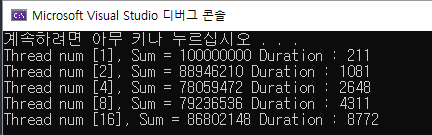 Microsoft Visual Studio 디버그 콘솔
계속하려면 아무 키나 누르십시오 . . .
Thread num [1], Sum = 100000000 Duration : 211
Thread num [2], Sum = 88946210 Duration : 1081
Thread num [4], Sum = 78059472 Duration : 2648
Thread num [8], Sum = 79236536 Duration : 4311
Thread num [16], Sum = 86802148 Duration : 8772